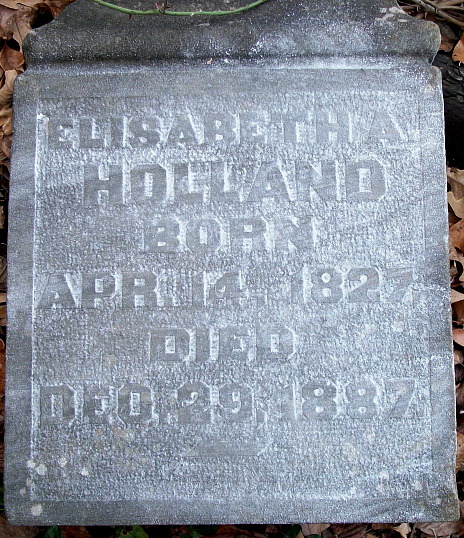 ELISABETH A.
HOLLAND
BORN
APR. 14, 1827.
DIED
DEC. 29, 1887.